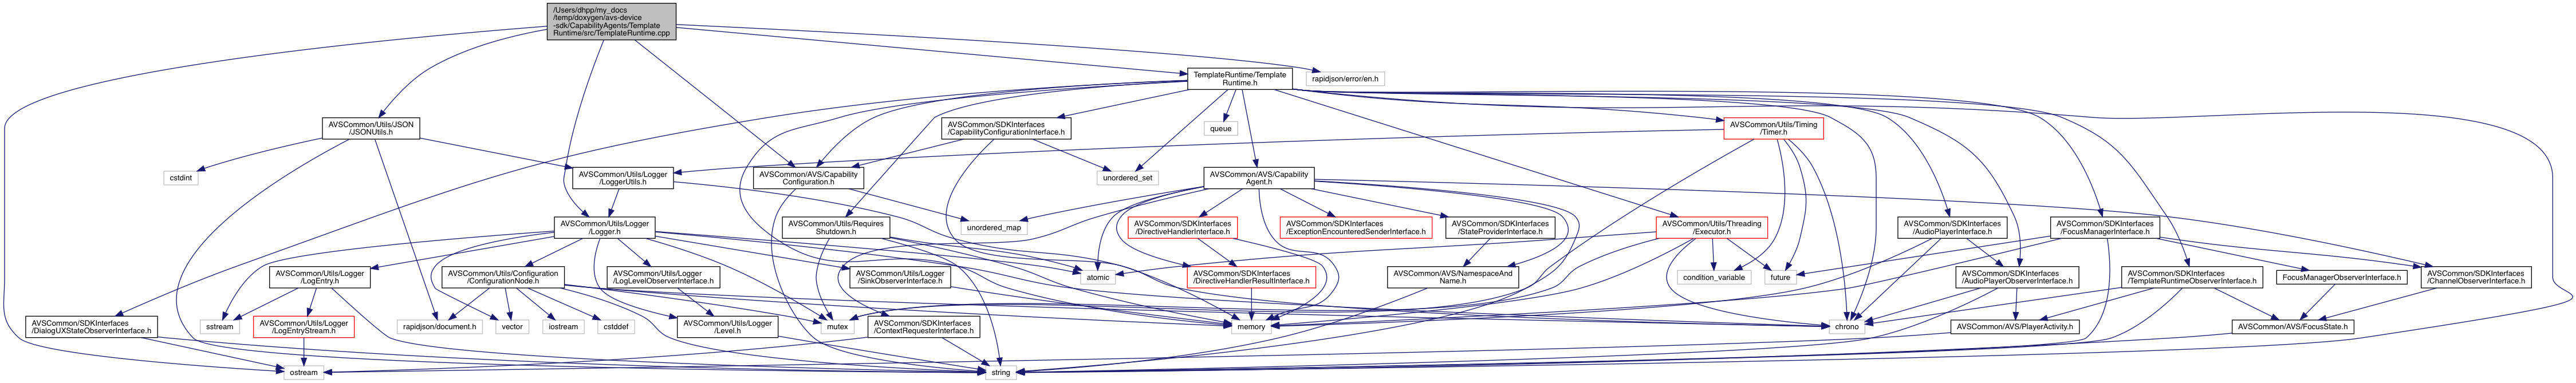 /Users/dhpp/my_docs
/temp/doxygen/avs-device
-sdk/CapabilityAgents/Template
Runtime/src/TemplateRuntime.cpp
TemplateRuntime/Template
Runtime.h
rapidjson/error/en.h
AVSCommon/Utils/JSON
/JSONUtils.h
AVSCommon/SDKInterfaces
/CapabilityConfigurationInterface.h
queue
AVSCommon/Utils/Timing
/Timer.h
cstdint
AVSCommon/Utils/Logger
/LoggerUtils.h
AVSCommon/AVS/Capability
Configuration.h
unordered_set
AVSCommon/AVS/Capability
Agent.h
AVSCommon/Utils/Logger
/Logger.h
AVSCommon/Utils/Requires
Shutdown.h
unordered_map
AVSCommon/SDKInterfaces
/DirectiveHandlerInterface.h
AVSCommon/SDKInterfaces
/ExceptionEncounteredSenderInterface.h
AVSCommon/SDKInterfaces
/StateProviderInterface.h
AVSCommon/Utils/Threading
/Executor.h
AVSCommon/SDKInterfaces
/AudioPlayerInterface.h
AVSCommon/SDKInterfaces
/FocusManagerInterface.h
AVSCommon/Utils/Logger
/LogEntry.h
AVSCommon/Utils/Configuration
/ConfigurationNode.h
AVSCommon/Utils/Logger
/LogLevelObserverInterface.h
AVSCommon/Utils/Logger
/SinkObserverInterface.h
atomic
AVSCommon/SDKInterfaces
/DirectiveHandlerResultInterface.h
AVSCommon/AVS/NamespaceAnd
Name.h
condition_variable
future
AVSCommon/SDKInterfaces
/AudioPlayerObserverInterface.h
AVSCommon/SDKInterfaces
/TemplateRuntimeObserverInterface.h
FocusManagerObserverInterface.h
AVSCommon/SDKInterfaces
/ChannelObserverInterface.h
AVSCommon/SDKInterfaces
/DialogUXStateObserverInterface.h
sstream
AVSCommon/Utils/Logger
/LogEntryStream.h
rapidjson/document.h
vector
iostream
cstddef
AVSCommon/Utils/Logger
/Level.h
mutex
AVSCommon/SDKInterfaces
/ContextRequesterInterface.h
memory
chrono
AVSCommon/AVS/PlayerActivity.h
AVSCommon/AVS/FocusState.h
ostream
string